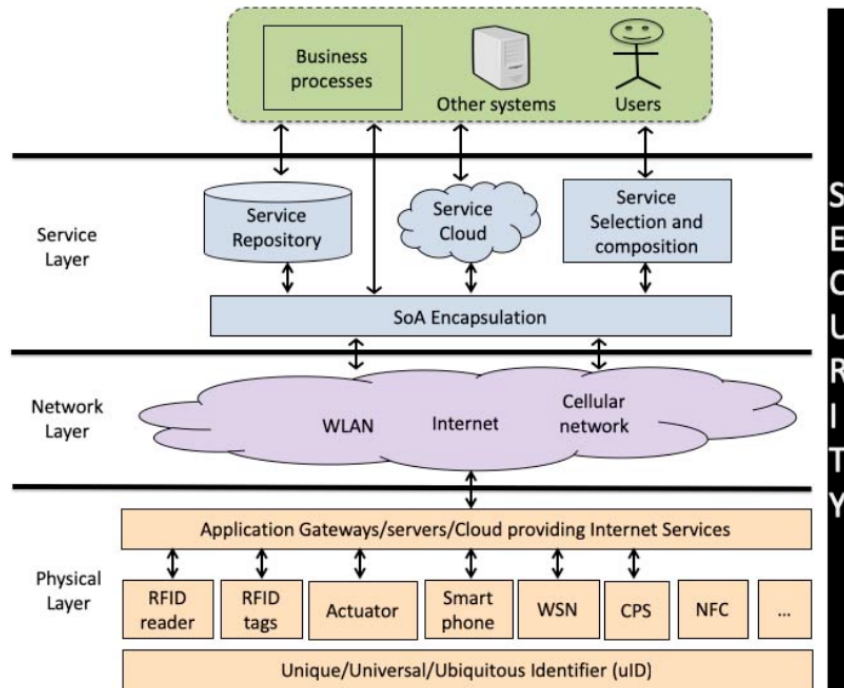 Business
processes
Other systems
Users
Service
Layer
Service
Repository
Service
Cloud
Service
Selection and
composition
SoA Encapsulation
Network
Layer
WLAN
Internet
Cellular
network
Physical
Layer
Application Gateways/servers/Cloud providing Internet Services
RFID
reader
RFID
tags
Actuator
Smart
phone
WSN
CPS
NFC
...
Unique/Universal/Ubiquitous Identifier (uID)
S
E
C
U
R
I
T
Y